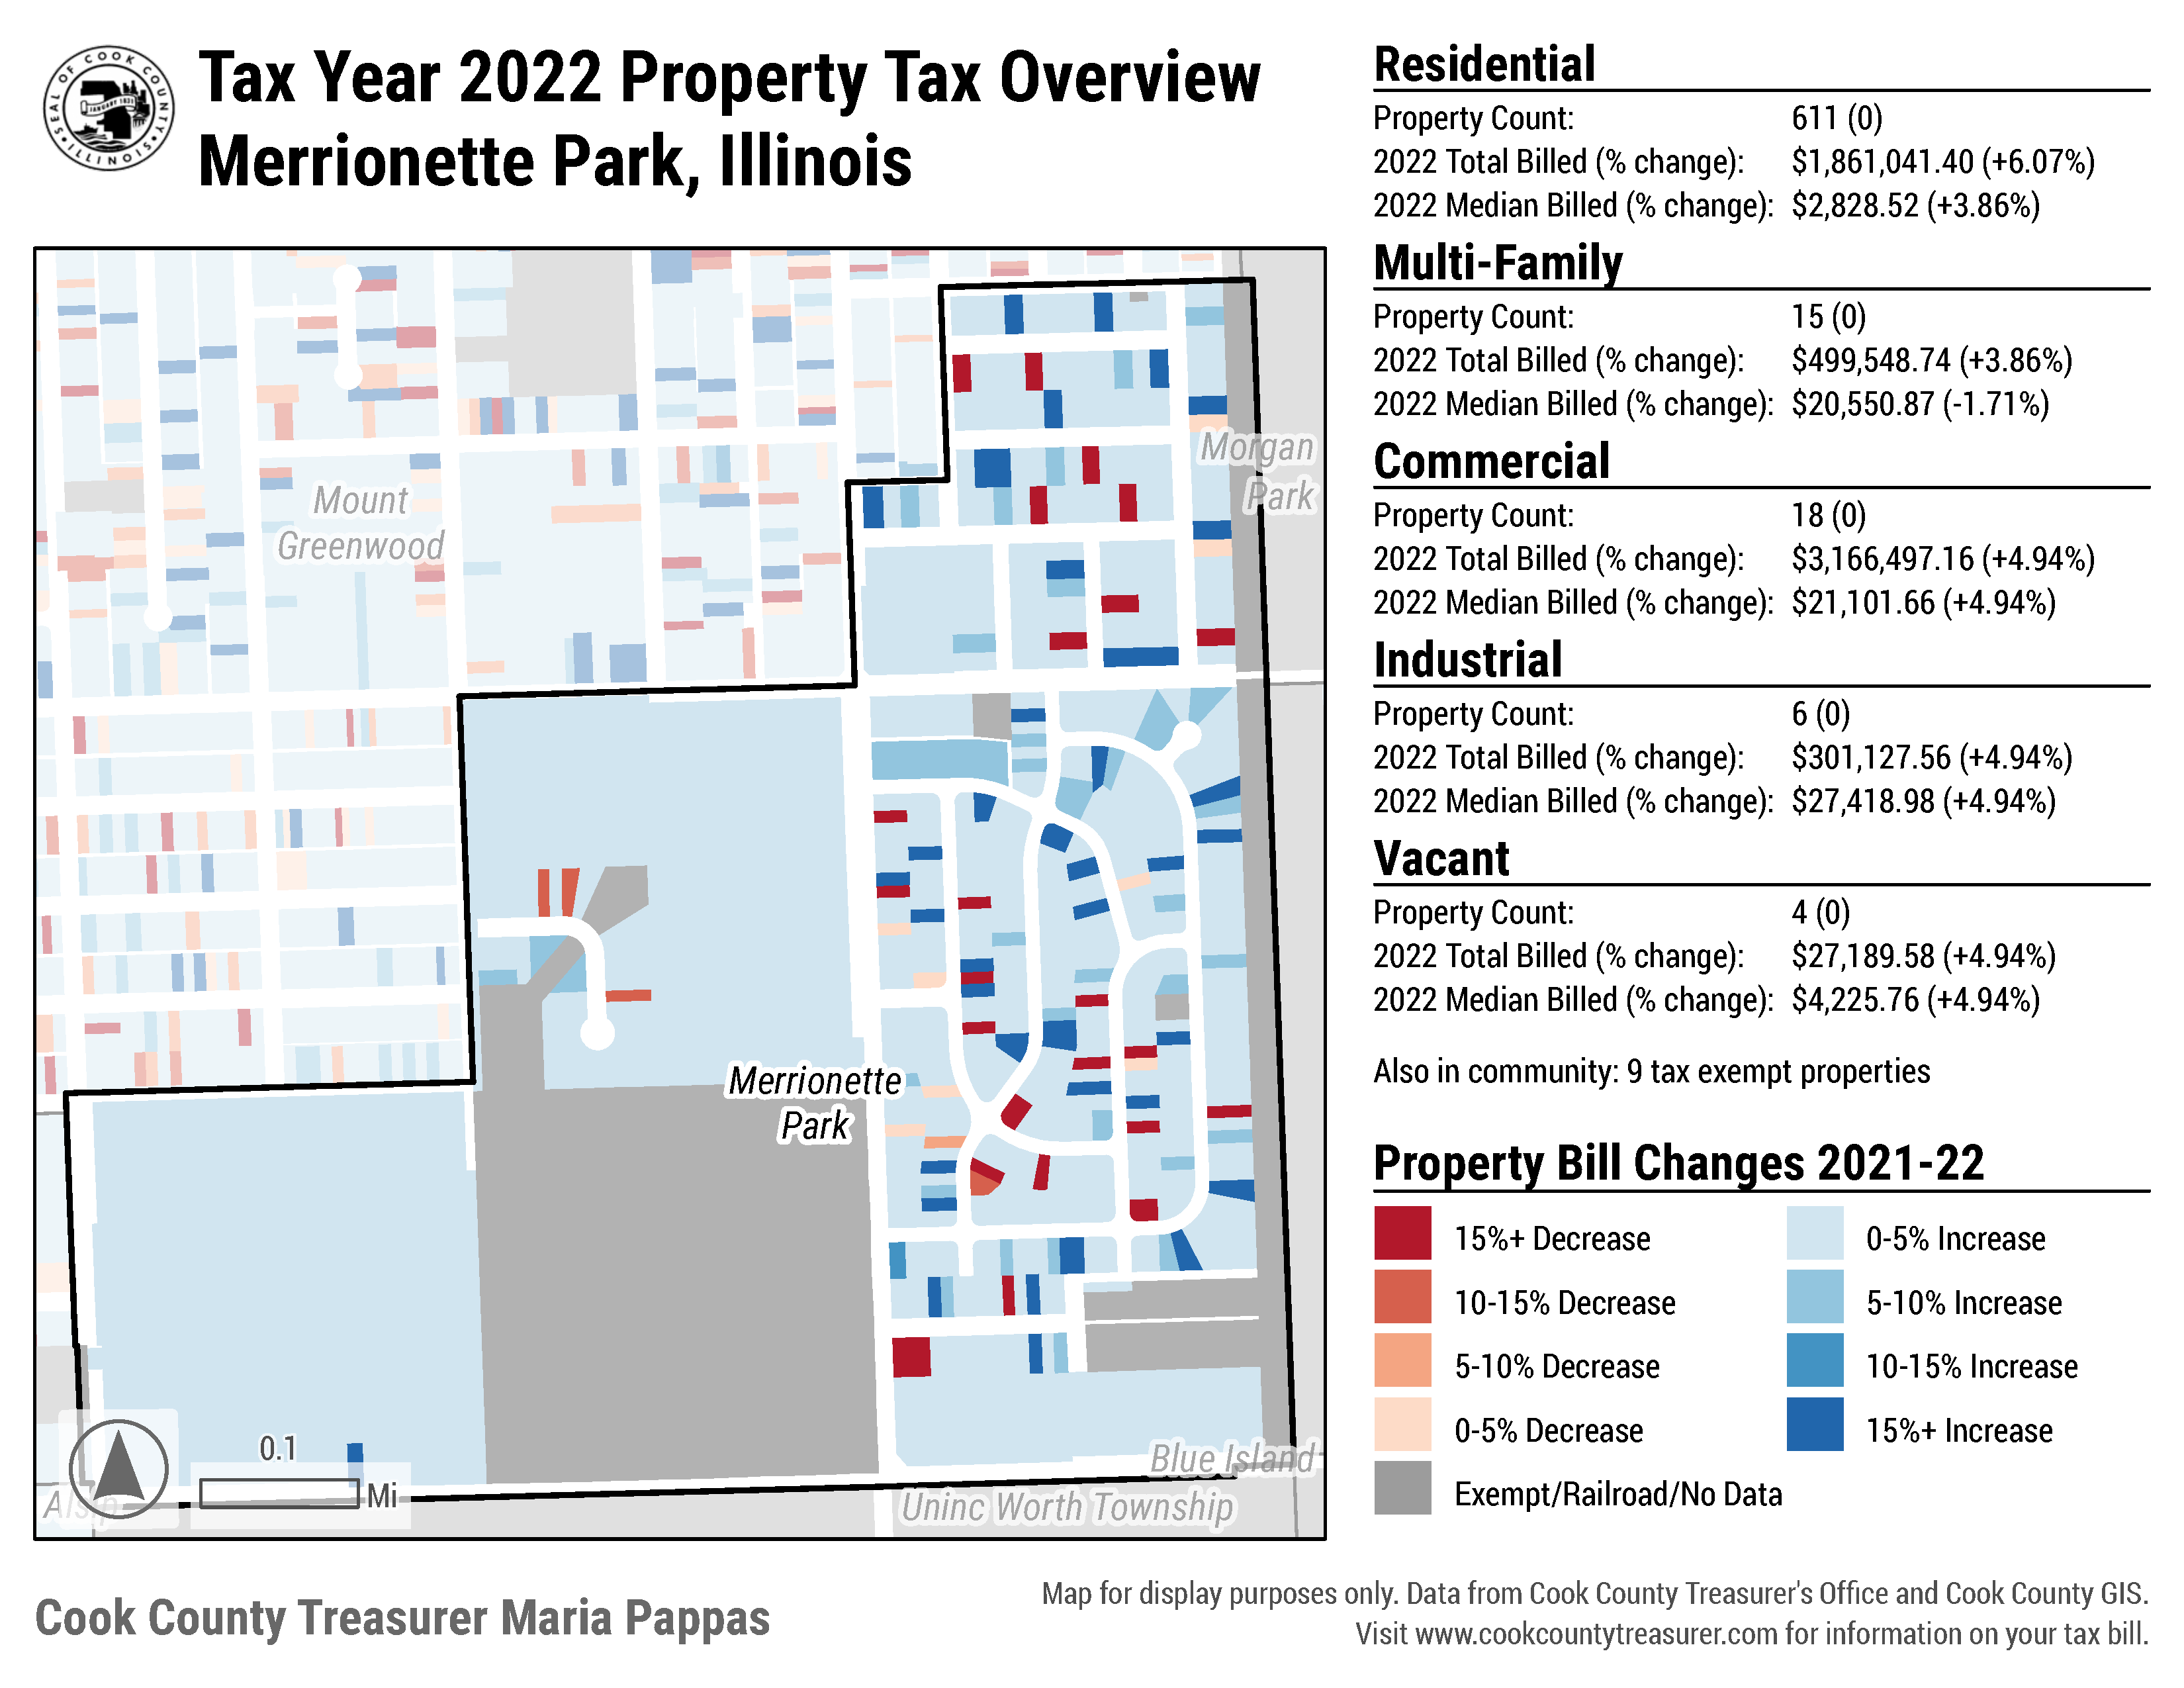 SEAL OF COOK COUNTY
ILLINOIS
JANUARY 1831
Tax Year 2022 Property Tax Overview
Merrionette Park, Illinois
Mount
Greenwood
Morgan
Park
Merrionette
Park
Blue Island
Uninc Worth Township
Alsip
0.1
Mi
Residential
Property Count: 611 (0)
2022 Total Billed (% change): $1,861,041.40 (+6.07%)
2022 Median Billed (% change): $2,828.52 (+3.86%)
Multi-Family
Property Count: 15 (0)
2022 Total Billed (% change): $499,548.74 (+3.86%)
2022 Median Billed (% change): $20,550.87 (-1.71%)
Commercial
Property Count: 18 (0)
2022 Total Billed (% change): $3,166,497.16 (+4.94%)
2022 Median Billed (% change): $21,101.66 (+4.94%)
Industrial
Property Count: 6 (0)
2022 Total Billed (% change): $301,127.56 (+4.94%)
2022 Median Billed (% change): $27,418.98 (+4.94%)
Vacant
Property Count: 4 (0)
2022 Total Billed (% change): $27,189.58 (+4.94%)
2022 Median Billed (% change): $4,225.76 (+4.94%)
Also in community: 9 tax exempt properties
Property Bill Changes 2021-22
15%+ Decrease
10-15% Decrease
5-10% Decrease
0-5% Decrease
Exempt/Railroad/No Data
0-5% Increase
5-10% Increase
10-15% Increase
15%+ Increase
Cook County Treasurer Maria Pappas
Map for display purposes only. Data from Cook County Treasurer's Office and Cook County GIS.
Visit www.cookcountytreasurer.com for information on your tax bill.